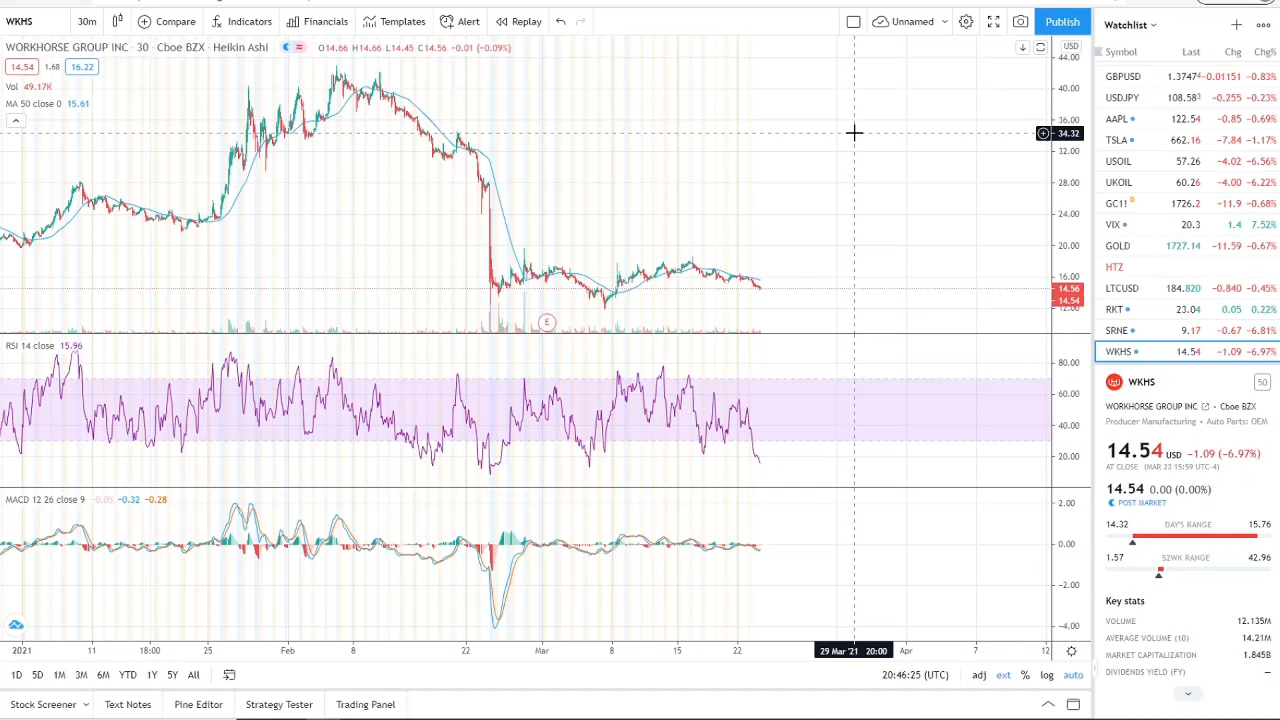 WKHS 30m Compare Indicators Financials Templates Alert Replay Unnamed Publish
WORKHORSE GROUP INC · 30 · Cboe BZX · Heikin Ashi O14.66 H14.66 L14.45 C14.56 -0.01 (-0.09%)
14.54 1.68 16.22
Vol 49.17K
MA 50 close 0 15.61
USD
44.00
40.00
36.00
34.32
32.00
28.00
24.00
20.00
16.00
14.56
14.54
12.00
E
RSI 14 close 15.96
80.00
60.00
40.00
20.00
MACD 12 26 close 9 -0.05 -0.32 -0.28
2.00
0.00
-2.00
-4.00
2021 11 18:00 25 Feb 8 22 Mar 8 15 22 29 Mar '21 20:00 Apr 7 12
1D 5D 1M 3M 6M YTD 1Y 5Y All 20:46:25 (UTC) adj ext % log auto
Stock Screener Text Notes Pine Editor Strategy Tester Trading Panel
Watchlist
Symbol Last Chg Chg%
GBPUSD 1.3747⁴ -0.01151 -0.83%
USDJPY 108.58³ -0.255 -0.23%
AAPL 122.54 -0.85 -0.69%
TSLA 662.16 -7.84 -1.17%
USOIL 57.26 -4.02 -6.56%
UKOIL 60.26 -4.00 -6.22%
GC1! D 1726.2 -11.9 -0.68%
VIX 20.3 1.4 7.52%
GOLD 1727.14 -11.59 -0.67%
HTZ
LTCUSD 184.820 -0.840 -0.45%
RKT 23.04 0.05 0.22%
SRNE 9.17 -0.67 -6.81%
WKHS 14.54 -1.09 -6.97%
WKHS 50
WORKHORSE GROUP INC · Cboe BZX
Producer Manufacturing · Auto Parts: OEM
14.54 USD -1.09 (-6.97%)
AT CLOSE (MAR 23 15:59 UTC-4)
14.54 0.00 (0.00%)
POST MARKET
14.32 DAY'S RANGE 15.76
1.57 52WK RANGE 42.96
Key stats
VOLUME 12.135M
AVERAGE VOLUME (10) 14.21M
MARKET CAPITALIZATION 1.845B
DIVIDENDS YIELD (FY) —